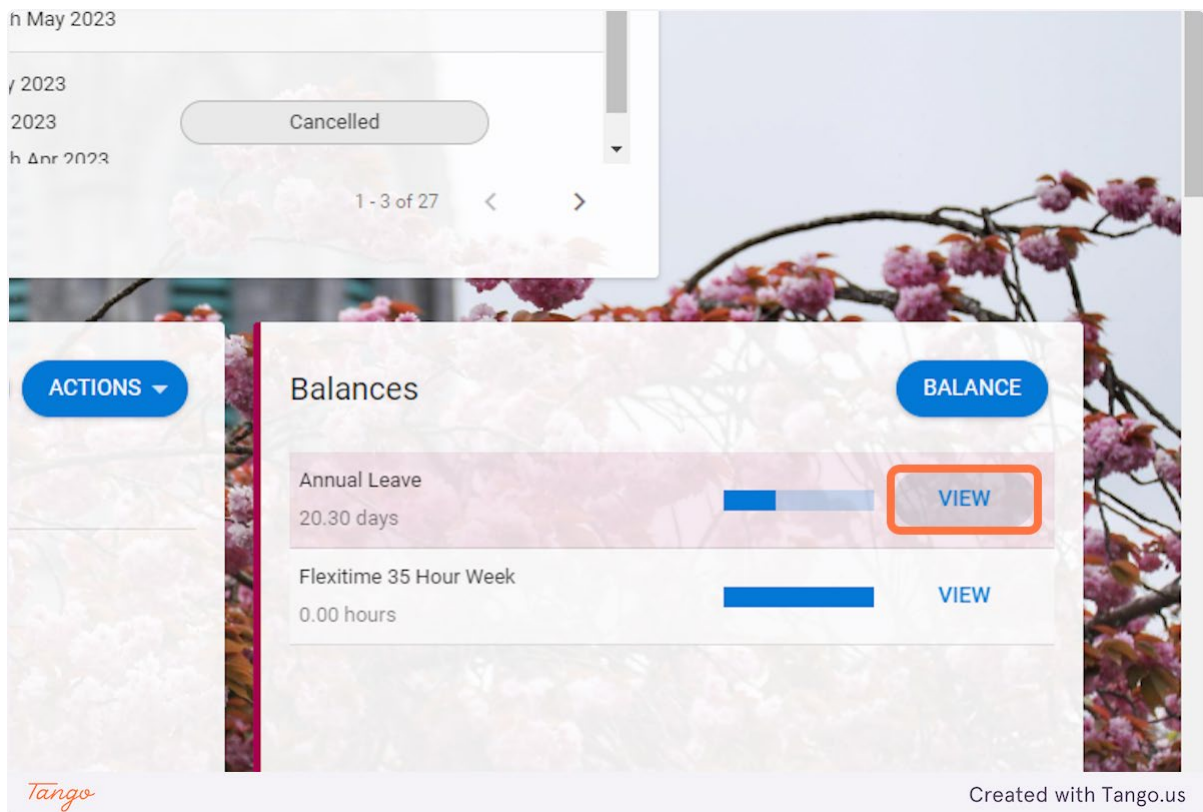 h May 2023
y 2023
2023
Cancelled
h Apr 2023
1 - 3 of 27
ACTIONS
Balances
BALANCE
Annual Leave
20.30 days
VIEW
Flexitime 35 Hour Week
0.00 hours
VIEW
Tango
Created with Tango.us